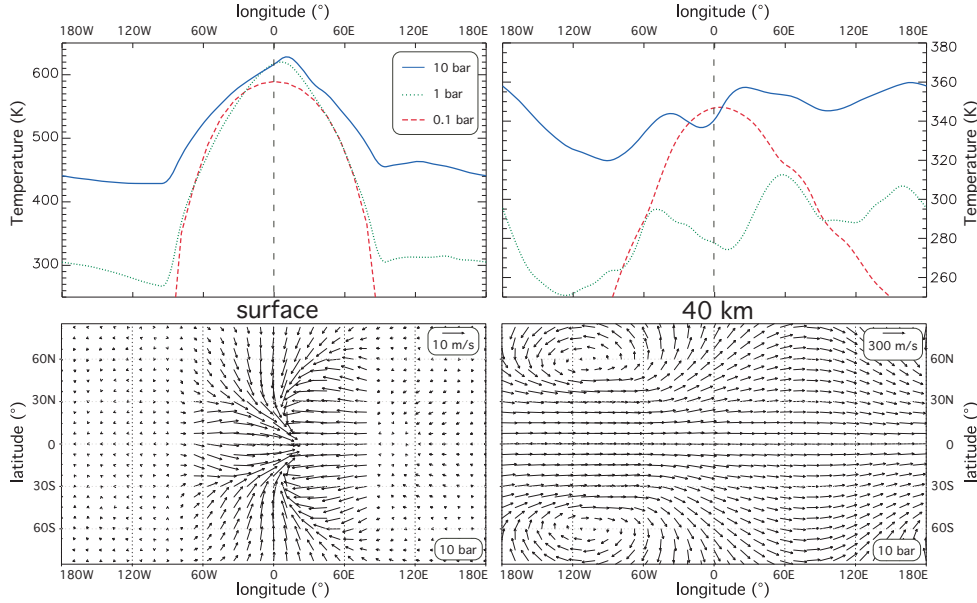 longitude (°)
longitude (°)
180W 120W 60W 0 60E 120E 180E
180W 120W 60W 0 60E 120E 180E
Temperature (K)
600
500
400
300
10 bar
1 bar
0.1 bar
380
360
340
320
300
280
260
Temperature (K)
surface
40 km
latitude (°)
60N
30N
0
30S
60S
10 m/s
10 bar
300 m/s
10 bar
60N
30N
0
30S
60S
latitude (°)
180W 120W 60W 0 60E 120E 180E
180W 120W 60W 0 60E 120E 180E
longitude (°)
longitude (°)